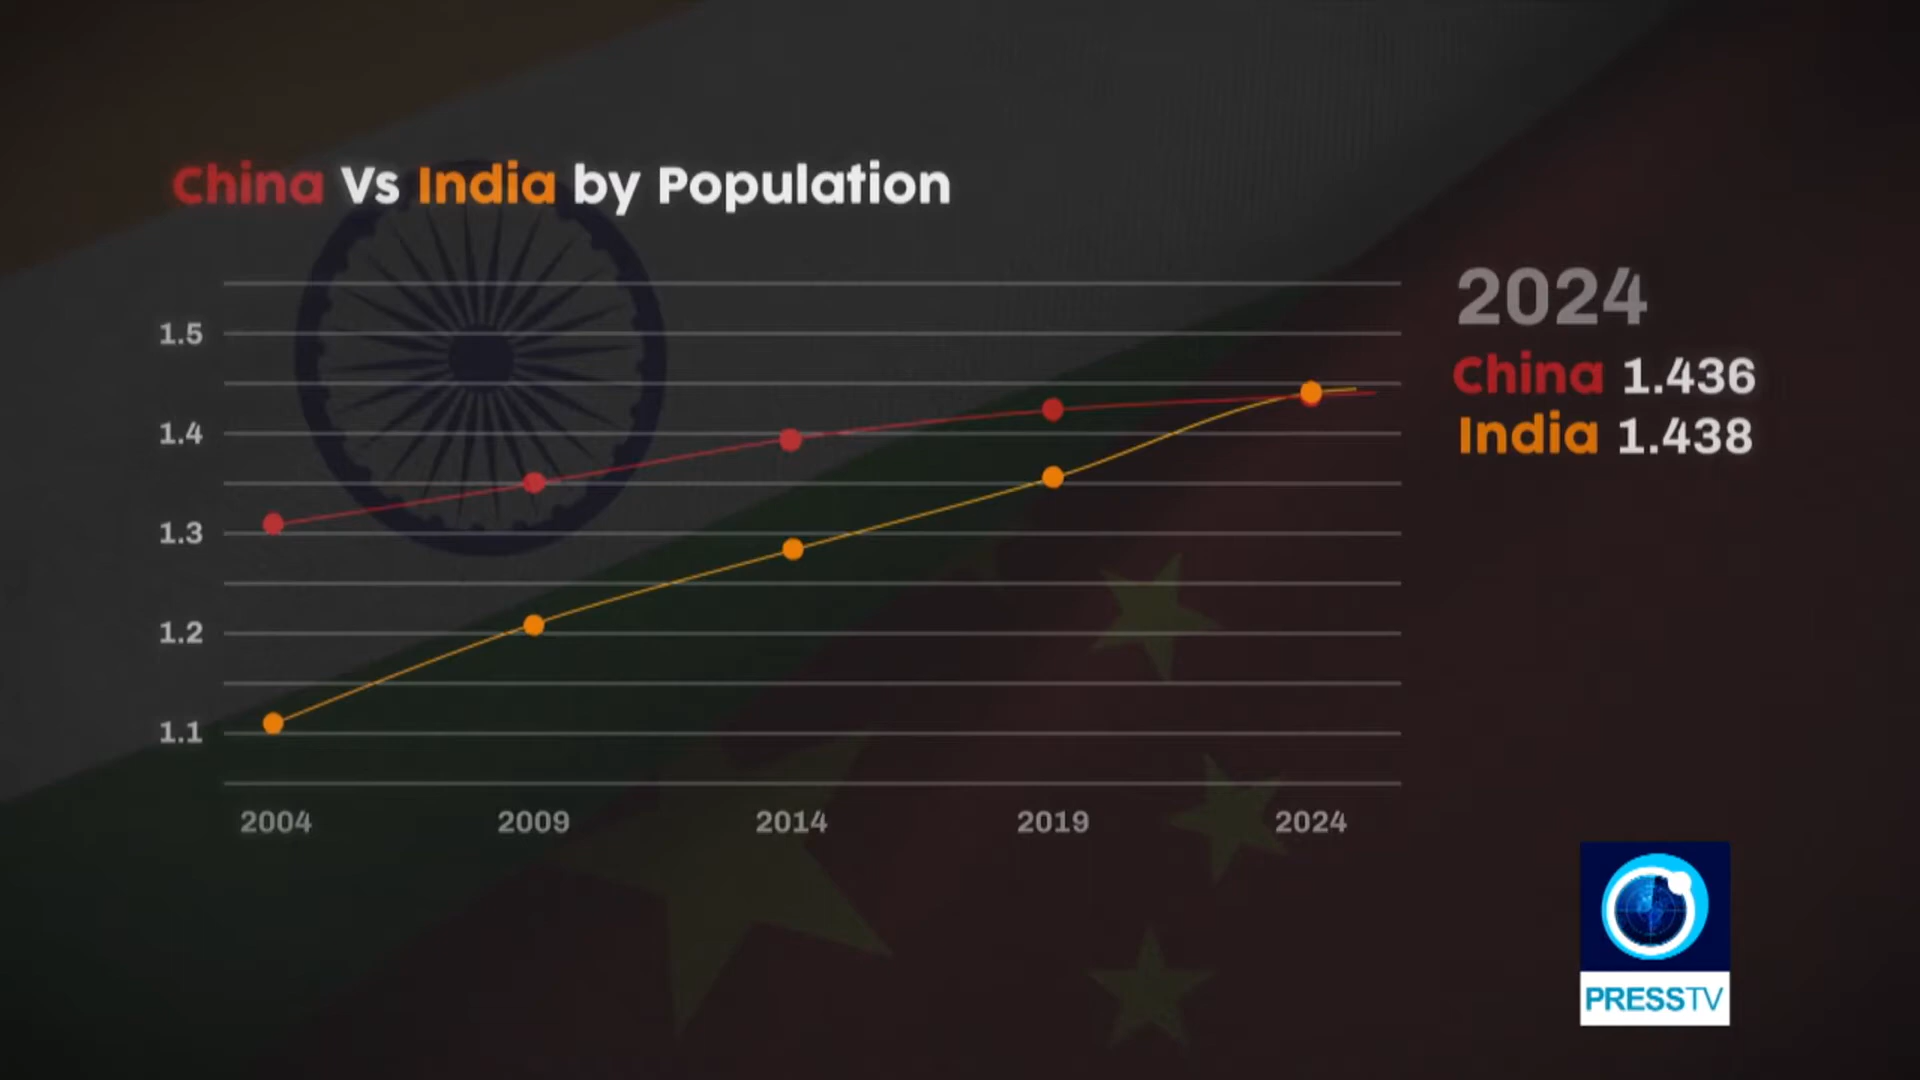 China Vs India by Population
2024
China 1.436
India 1.438
1.5
1.4
1.3
1.2
1.1
2004 2009 2014 2019 2024
PRESSTV